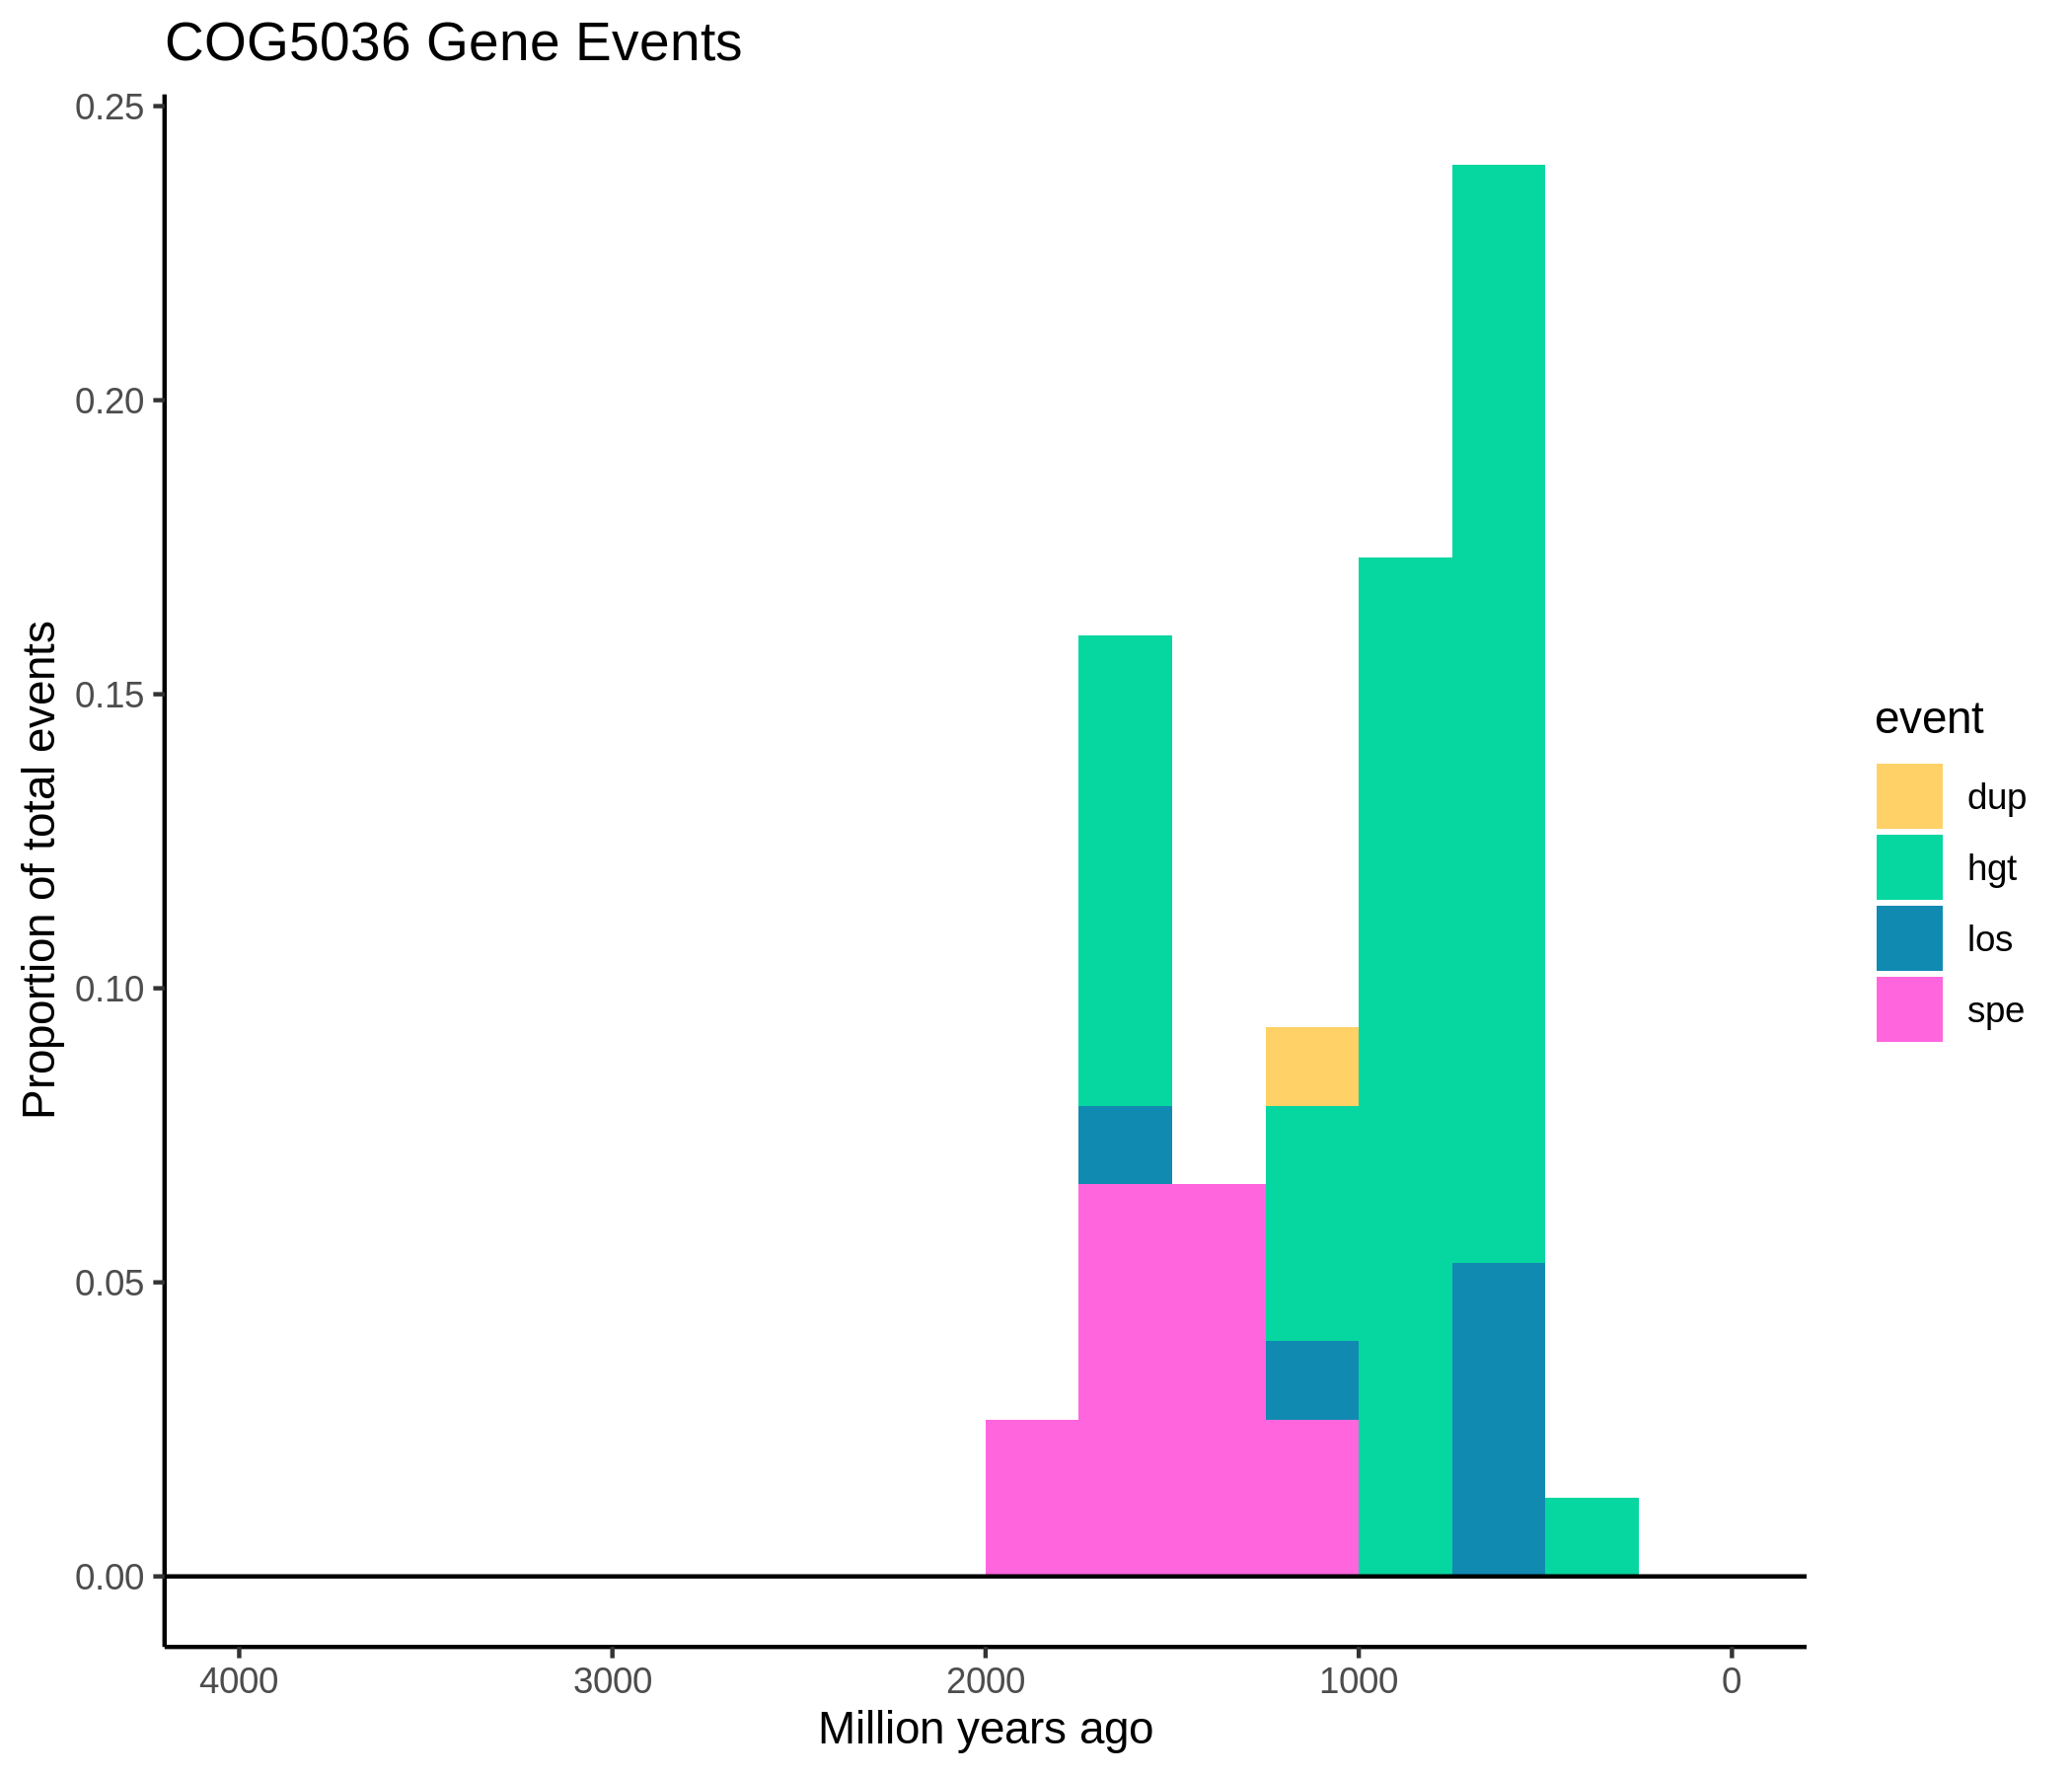 COG5036 Gene Events
0.25
0.20
0.15
0.10
0.05
0.00
Proportion of total events
4000 3000 2000 1000 0
Million years ago
event
dup
hgt
los
spe